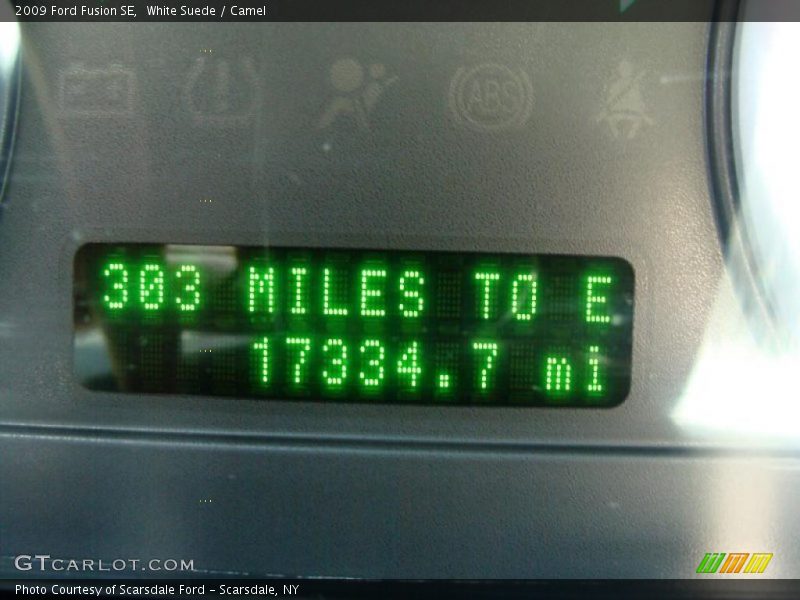 2009 Ford Fusion SE, White Suede / Camel
ABS
303 MILES TO E
17334.7 mi
GTCARLOT.COM
Photo Courtesy of Scarsdale Ford - Scarsdale, NY